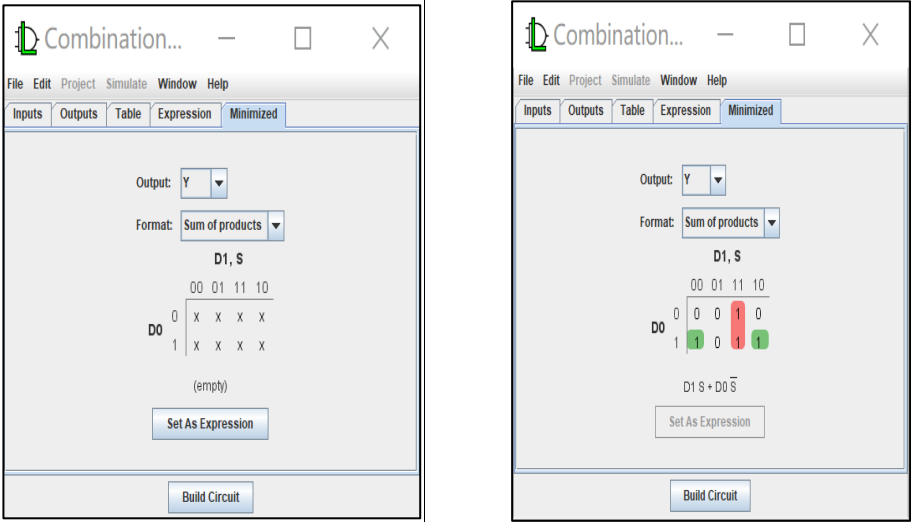 Combination...
File Edit Project Simulate Window Help
Inputs Outputs Table Expression Minimized
Output: Y
Format: Sum of products
D1, S
00 01 11 10
D0
0 x x x x
1 x x x x
(empty)
Set As Expression
Build Circuit
Combination...
File Edit Project Simulate Window Help
Inputs Outputs Table Expression Minimized
Output: Y
Format: Sum of products
D1, S
00 01 11 10
D0
0 0 0 1 0
1 1 0 1 1
D1 S + D0 S̅
Set As Expression
Build Circuit